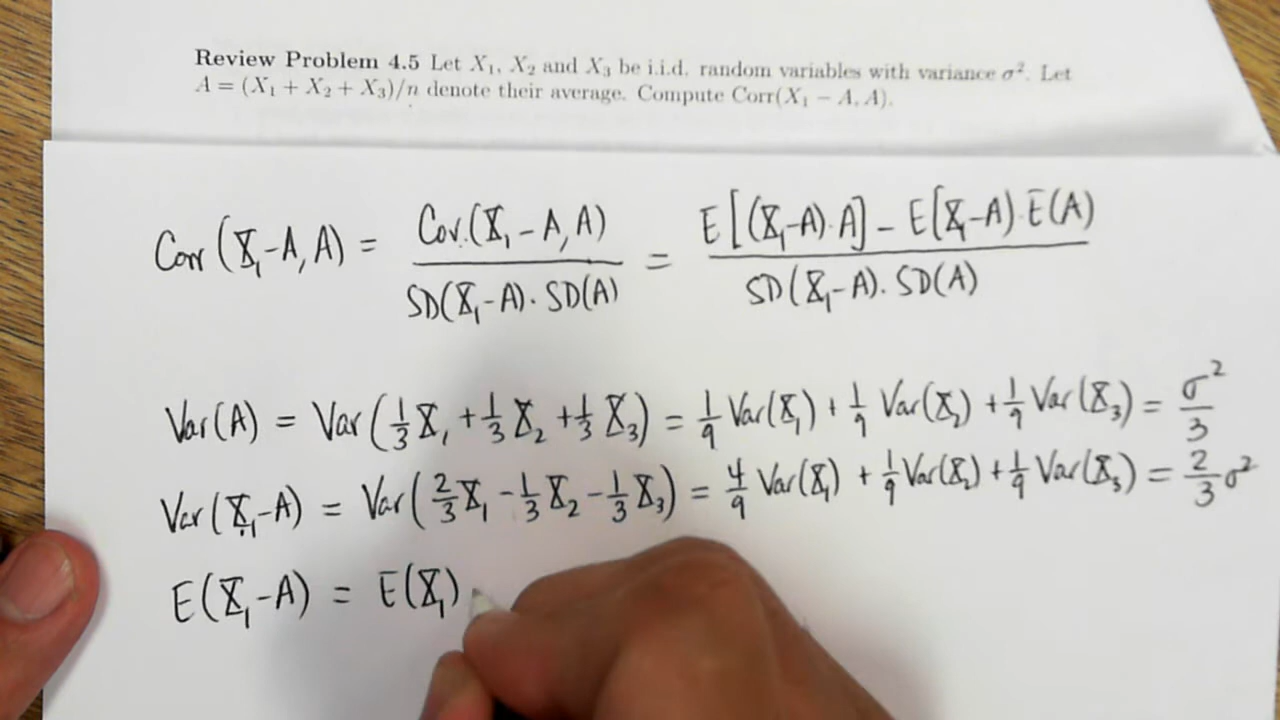 Review Problem 4.5 Let X₁, X₂ and X₃ be i.i.d. random variables with variance σ². Let
A = (X₁ + X₂ + X₃)/n denote their average. Compute Corr(X₁ − A, A).
Corr(X₁-A, A) = Cov.(X₁-A, A) / SD(X₁-A)·SD(A) = E[(X₁-A)·A] - E[X₁-A)·E(A) / SD(X₁-A)·SD(A)
Var(A) = Var(1/3 X₁ + 1/3 X₂ + 1/3 X₃) = 1/9 Var(X₁) + 1/9 Var(X₂) + 1/9 Var(X₃) = σ²/3
Var(X₁-A) = Var(2/3 X₁ - 1/3 X₂ - 1/3 X₃) = 4/9 Var(X₁) + 1/9 Var(X₂) + 1/9 Var(X₃) = 2/3 σ²
E(X₁-A) = E(X₁)